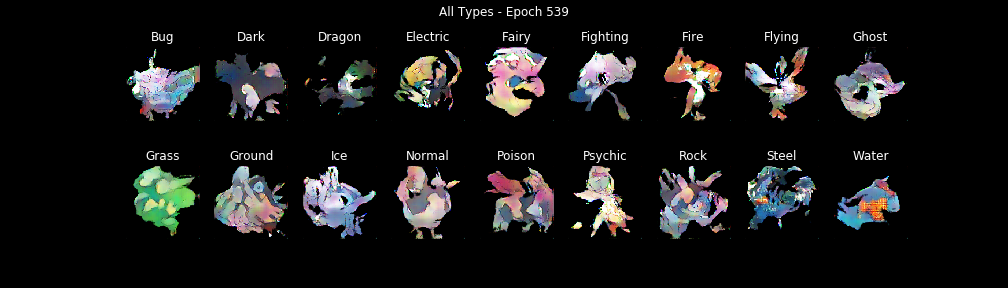 All Types - Epoch 539
Bug Dark Dragon Electric Fairy Fighting Fire Flying Ghost
Grass Ground Ice Normal Poison Psychic Rock Steel Water